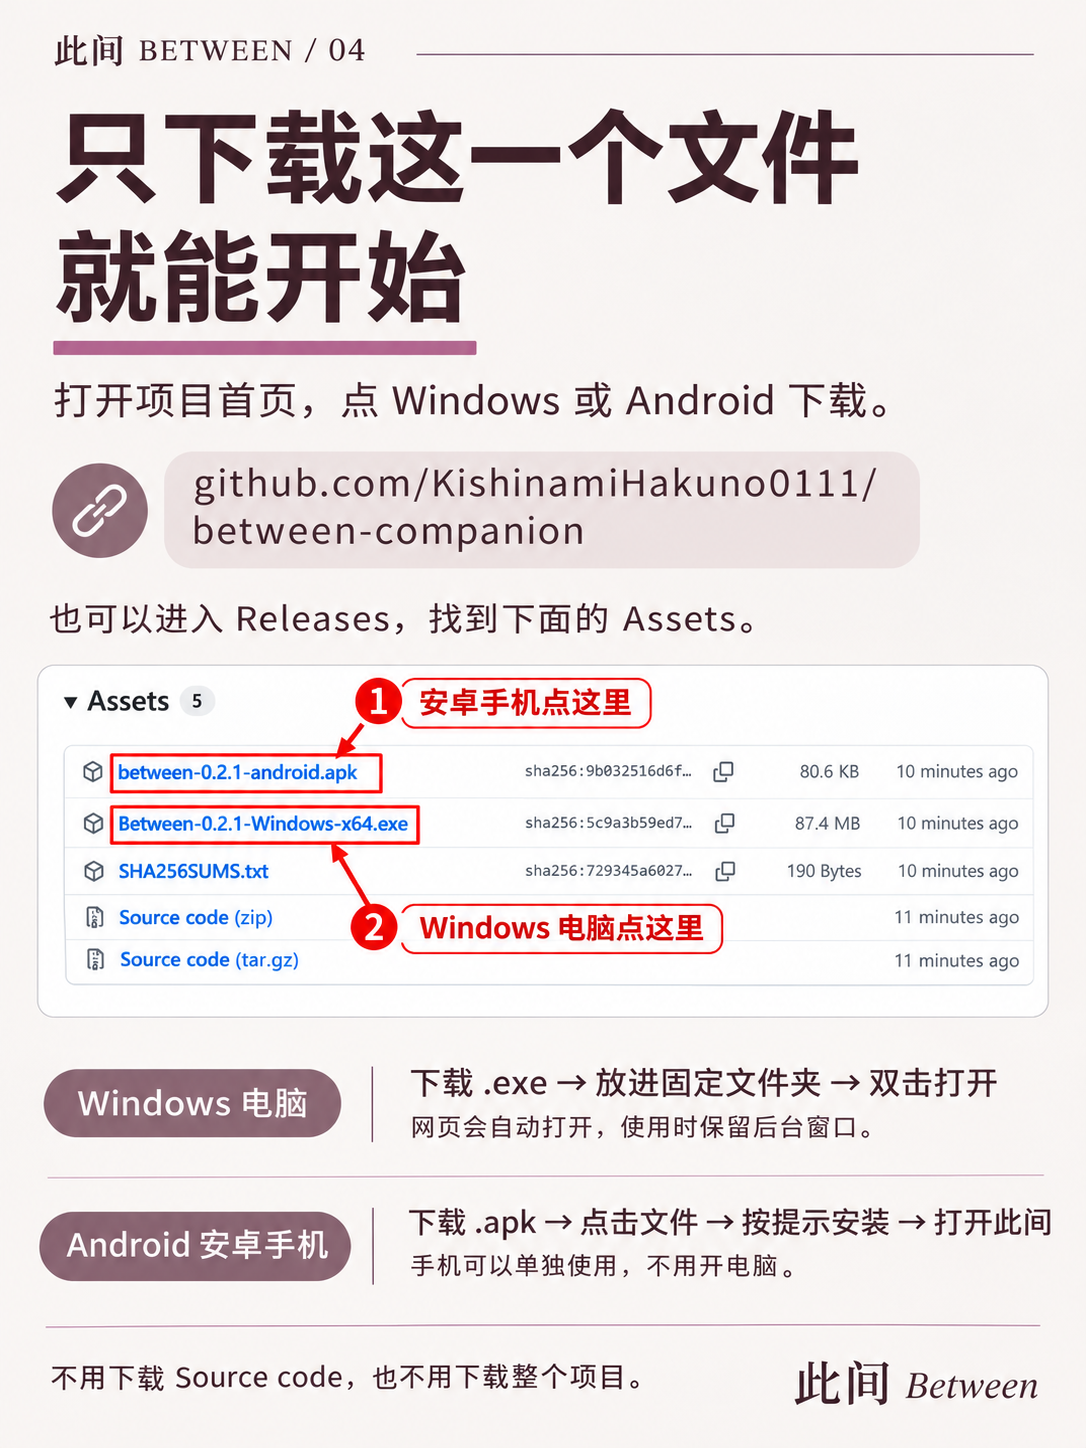 此间 BETWEEN / 04
只下载这一个文件
就能开始
打开项目首页，点 Windows 或 Android 下载。
github.com/KishinamiHakuno0111/
between-companion
也可以进入 Releases，找到下面的 Assets。
▼ Assets 5
1 安卓手机点这里
between-0.2.1-android.apk sha256:9b032516d6f… 80.6 KB 10 minutes ago
Between-0.2.1-Windows-x64.exe sha256:5c9a3b59ed7… 87.4 MB 10 minutes ago
SHA256SUMS.txt sha256:729345a6027… 190 Bytes 10 minutes ago
Source code (zip) 11 minutes ago
2 Windows 电脑点这里
Source code (tar.gz) 11 minutes ago
Windows 电脑
下载 .exe → 放进固定文件夹 → 双击打开
网页会自动打开，使用时保留后台窗口。
Android 安卓手机
下载 .apk → 点击文件 → 按提示安装 → 打开此间
手机可以单独使用，不用开电脑。
不用下载 Source code，也不用下载整个项目。
此间 Between